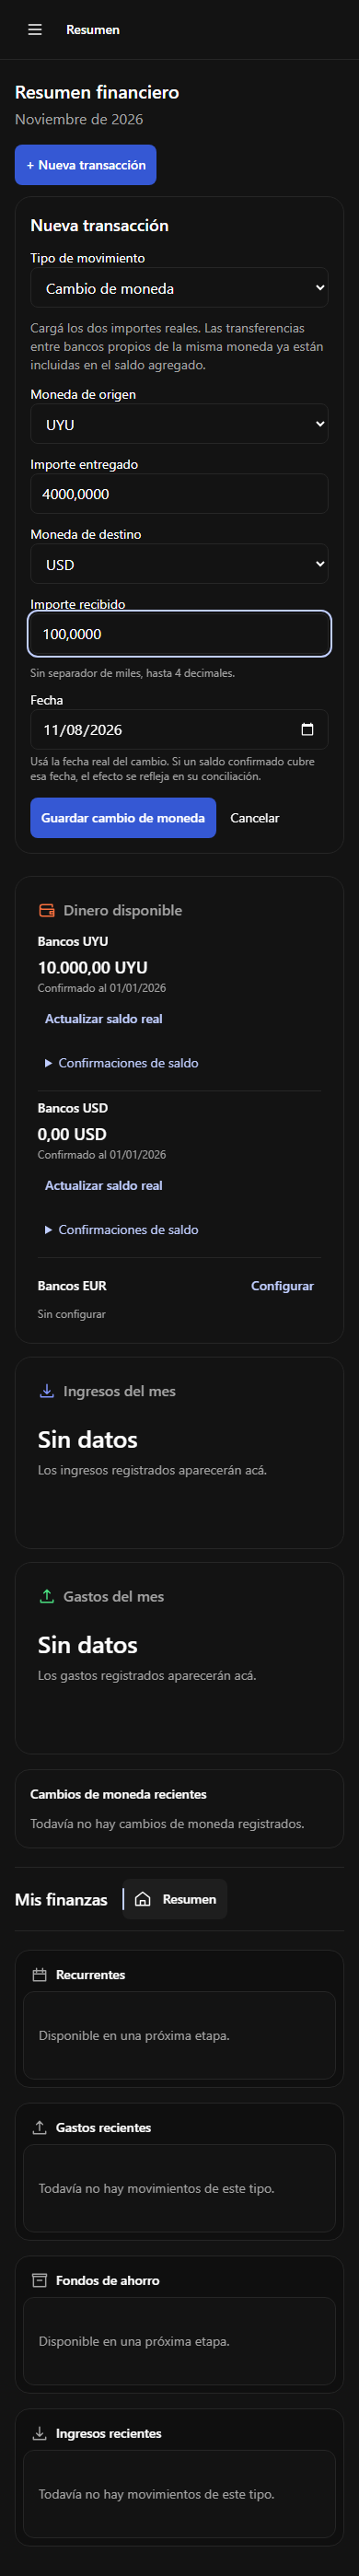 Resumen
Resumen financiero
Noviembre de 2026
+ Nueva transacción
Nueva transacción
Tipo de movimiento
Cambio de moneda
Cargá los dos importes reales. Las transferencias
entre bancos propios de la misma moneda ya están
incluidas en el saldo agregado.
Moneda de origen
UYU
Importe entregado
4000,0000
Moneda de destino
USD
Importe recibido
100,0000
Sin separador de miles, hasta 4 decimales.
Fecha
11/08/2026
Usá la fecha real del cambio. Si un saldo confirmado cubre
esa fecha, el efecto se refleja en su conciliación.
Guardar cambio de moneda Cancelar
Dinero disponible
Bancos UYU
10.000,00 UYU
Confirmado al 01/01/2026
Actualizar saldo real
Confirmaciones de saldo
Bancos USD
0,00 USD
Confirmado al 01/01/2026
Actualizar saldo real
Confirmaciones de saldo
Bancos EUR Configurar
Sin configurar
Ingresos del mes
Sin datos
Los ingresos registrados aparecerán acá.
Gastos del mes
Sin datos
Los gastos registrados aparecerán acá.
Cambios de moneda recientes
Todavía no hay cambios de moneda registrados.
Mis finanzas Resumen
Recurrentes
Disponible en una próxima etapa.
Gastos recientes
Todavía no hay movimientos de este tipo.
Fondos de ahorro
Disponible en una próxima etapa.
Ingresos recientes
Todavía no hay movimientos de este tipo.